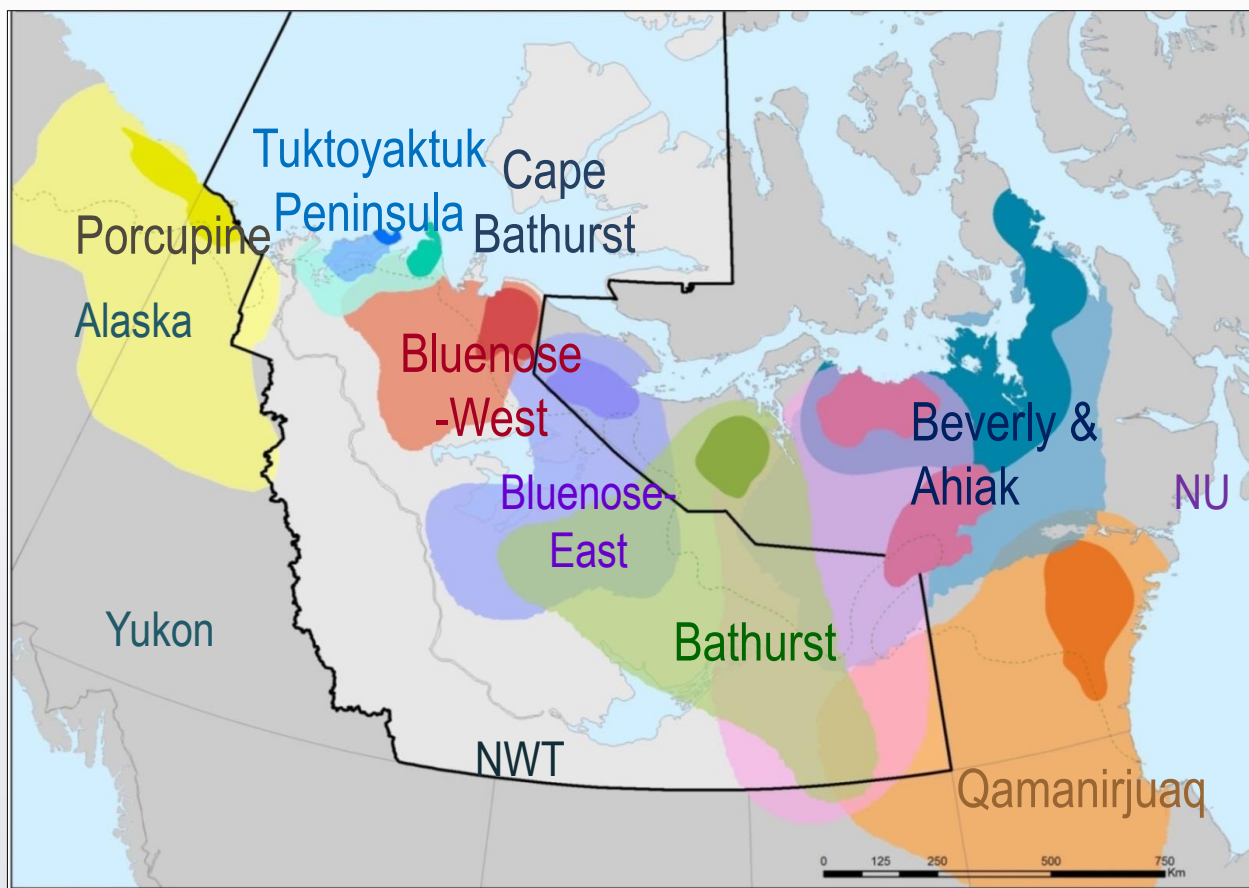 Tuktoyaktuk
Peninsula
Cape
Bathurst
Porcupine
Alaska
Bluenose
-West
Beverly &
Ahiak
NU
Bluenose-
East
Yukon
Bathurst
NWT
Qamanirjuaq
0 125 250 500 750
Km